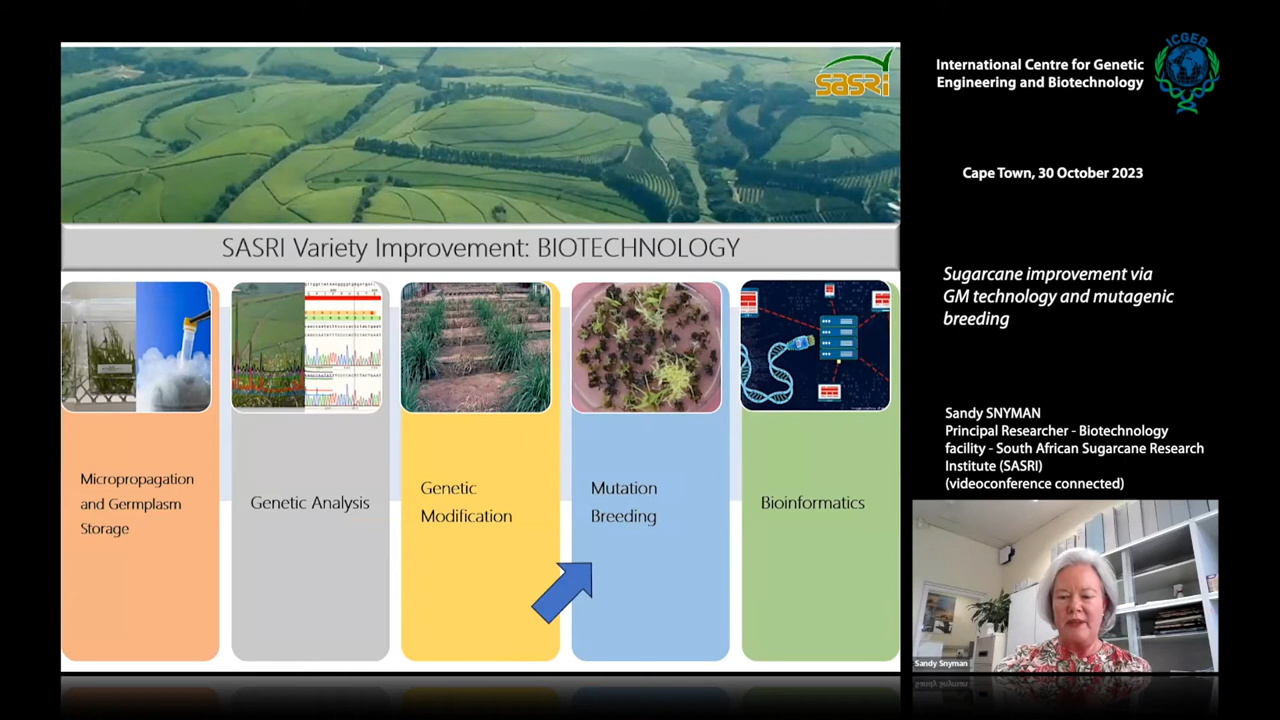 sasri
SASRI Variety Improvement: BIOTECHNOLOGY
Micropropagation
and Germplasm
Storage
Genetic Analysis
Genetic
Modification
Mutation
Breeding
Bioinformatics
ICGEB
International Centre for Genetic
Engineering and Biotechnology
Cape Town, 30 October 2023
Sugarcane improvement via
GM technology and mutagenic
breeding
Sandy SNYMAN
Principal Researcher - Biotechnology
facility - South African Sugarcane Research
Institute (SASRI)
(videoconference connected)
Sandy Snyman